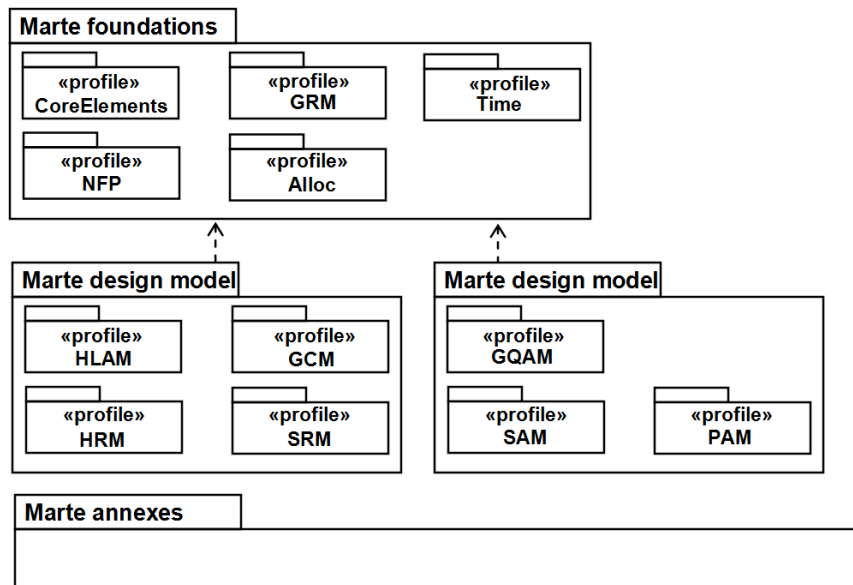 Marte foundations
«profile»
CoreElements
«profile»
GRM
«profile»
Time
«profile»
NFP
«profile»
Alloc
Marte design model
«profile»
HLAM
«profile»
GCM
«profile»
HRM
«profile»
SRM
Marte design model
«profile»
GQAM
«profile»
SAM
«profile»
PAM
Marte annexes